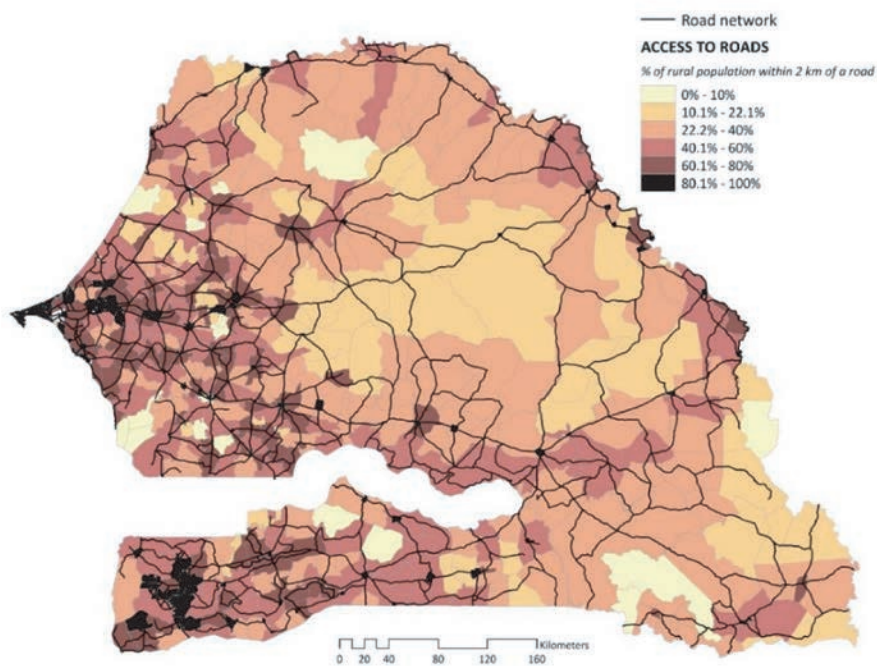 Road network
ACCESS TO ROADS
% of rural population within 2 km of a road
0% - 10%
10.1% - 22.1%
22.2% - 40%
40.1% - 60%
60.1% - 80%
80.1% - 100%
Kilometers
0 10 20 40 80 120 160